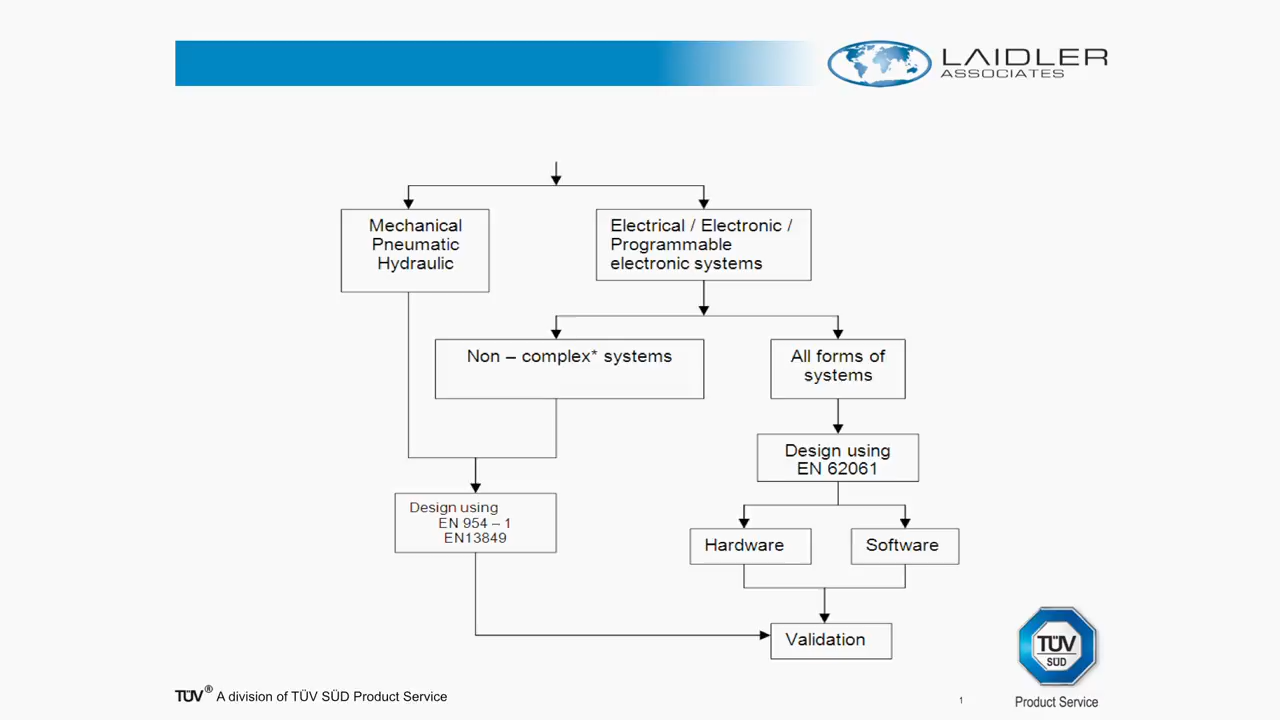 LAIDLER
ASSOCIATES
Mechanical
Pneumatic
Hydraulic
Electrical / Electronic /
Programmable
electronic systems
Non – complex* systems
All forms of
systems
Design using
EN 62061
Design using
EN 954 – 1
EN13849
Hardware
Software
Validation
TÜV
SÜD
Product Service
TÜV® A division of TÜV SÜD Product Service
1